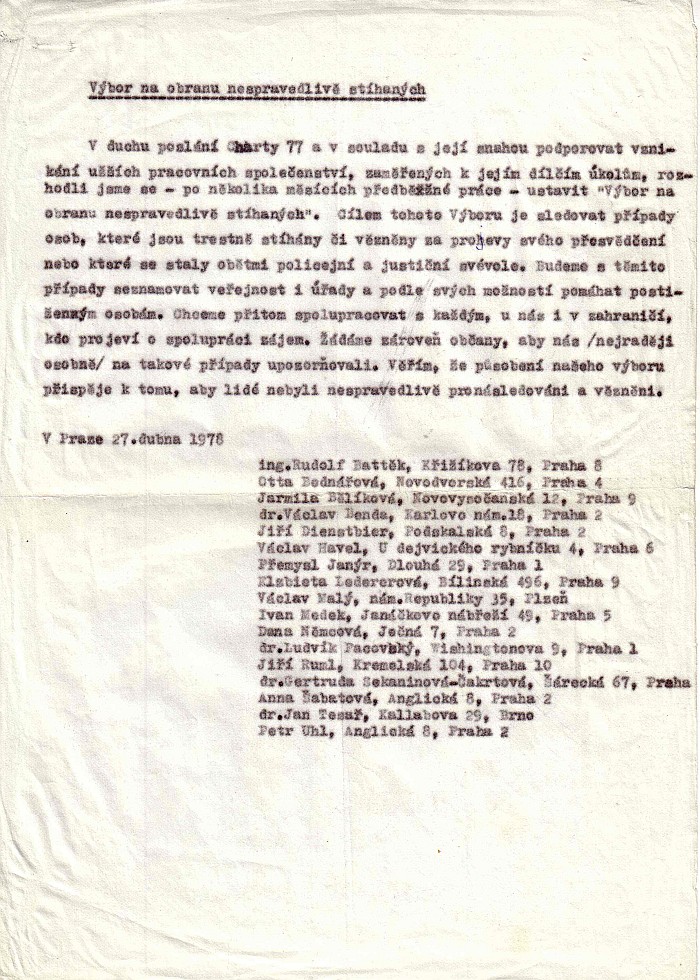 Výbor na obranu nespravedlivě stíhaných
V duchu poslání Charty 77 a v souladu s její snahou podporovat vzni-
kání užších pracovních společenství, zaměřených k jejím dílčím úkolům, roz-
hodli jsme se - po několika měsících předběžné práce - ustavit "Výbor na
obranu nespravedlivě stíhaných". Cílem tohoto Výboru je sledovat případy
osob, které jsou trestně stíhány či vězněny za projevy svého přesvědčení
nebo které se staly obětmi policejní a justiční svévole. Budeme s těmito
případy seznamovat veřejnost i úřady a podle svých možností pomáhat posti-
ženým osobám. Chceme přitom spolupracovat s každým, u nás i v zahraničí,
kdo projeví o spolupráci zájem. Žádáme zároveň občany, aby nás /nejraději
osobně/ na takové případy upozorňovali. Věřím, že působení našeho výboru
přispěje k tomu, aby lidé nebyli nespravedlivě pronásledováni a vězněni.
V Praze 27.dubna 1978
ing.Rudolf Battěk, Křižíkova 78, Praha 8
Otta Bednářová, Novodvorská 416, Praha 4
Jarmila Bělíková, Novovysočanská 12, Praha 9
dr.Václav Benda, Karlovo nám.18, Praha 2
Jiří Dienstbier, Podskalská 8, Praha 2
Václav Havel, U dejvického rybníčku 4, Praha 6
Přemysl Janýr, Dlouhá 29, Praha 1
Elzbieta Ledererová, Bílinská 496, Praha 9
Václav Malý, nám.Republiky 35, Plzeň
Ivan Medek, Janáčkovo nábřeží 49, Praha 5
Dana Němcová, Ječná 7, Praha 2
dr.Ludvík Pacovský, Wishingtonova 9, Praha 1
Jiří Ruml, Kremelská 104, Praha 10
dr.Gertruda Sekaninová-Čakrtová, Žárecká 67, Praha
Anna Šabatová, Anglická 8, Praha 2
dr.Jan Tesař, Kallabova 29, Brno
Petr Uhl, Anglická 8, Praha 2